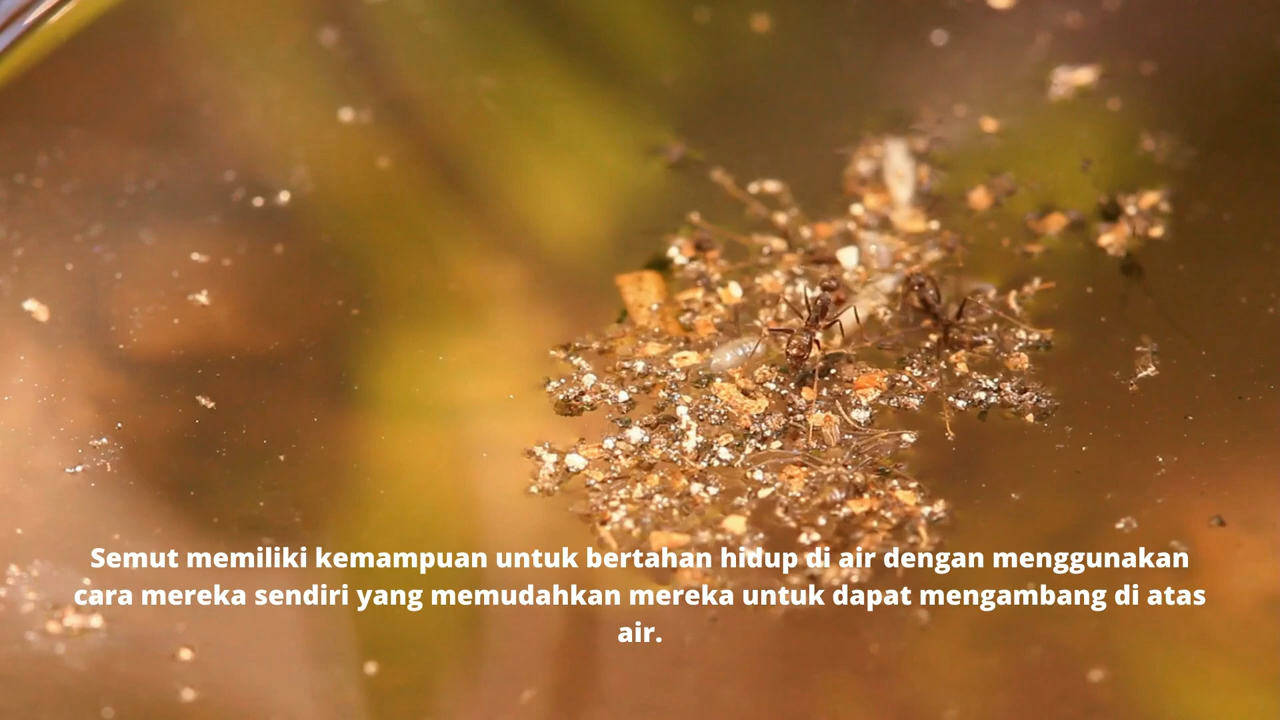 Semut memiliki kemampuan untuk bertahan hidup di air dengan menggunakan
cara mereka sendiri yang memudahkan mereka untuk dapat mengambang di atas
air.